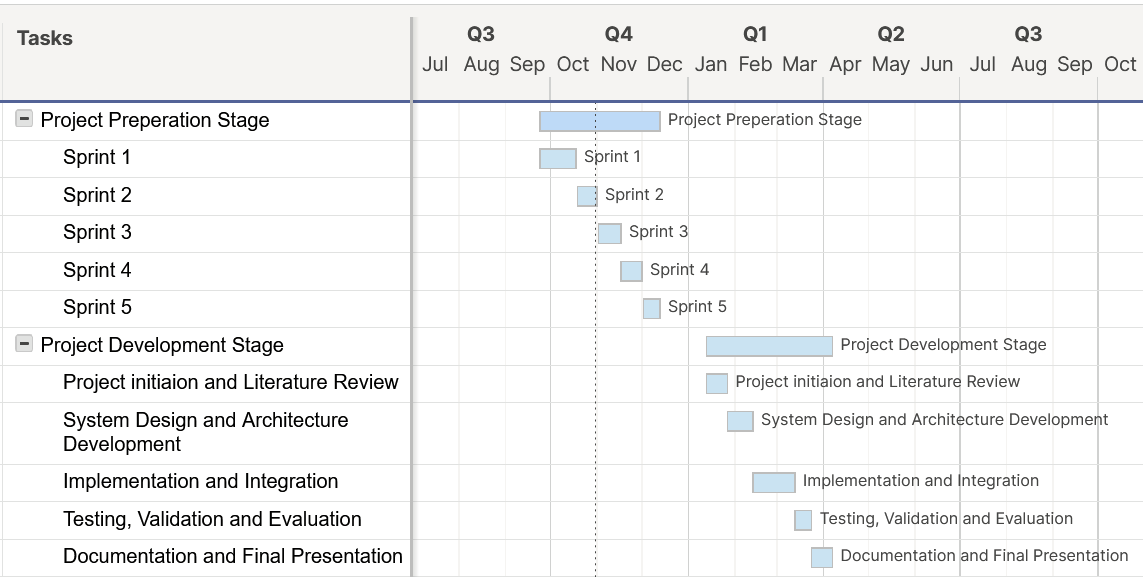 Tasks
Q3 Q4 Q1 Q2 Q3
Jul Aug Sep Oct Nov Dec Jan Feb Mar Apr May Jun Jul Aug Sep Oct
Project Preperation Stage Project Preperation Stage
Sprint 1 Sprint 1
Sprint 2 Sprint 2
Sprint 3 Sprint 3
Sprint 4 Sprint 4
Sprint 5 Sprint 5
Project Development Stage Project Development Stage
Project initiaion and Literature Review Project initiaion and Literature Review
System Design and Architecture System Design and Architecture Development
Development
Implementation and Integration Implementation and Integration
Testing, Validation and Evaluation Testing, Validation and Evaluation
Documentation and Final Presentation Documentation and Final Presentation